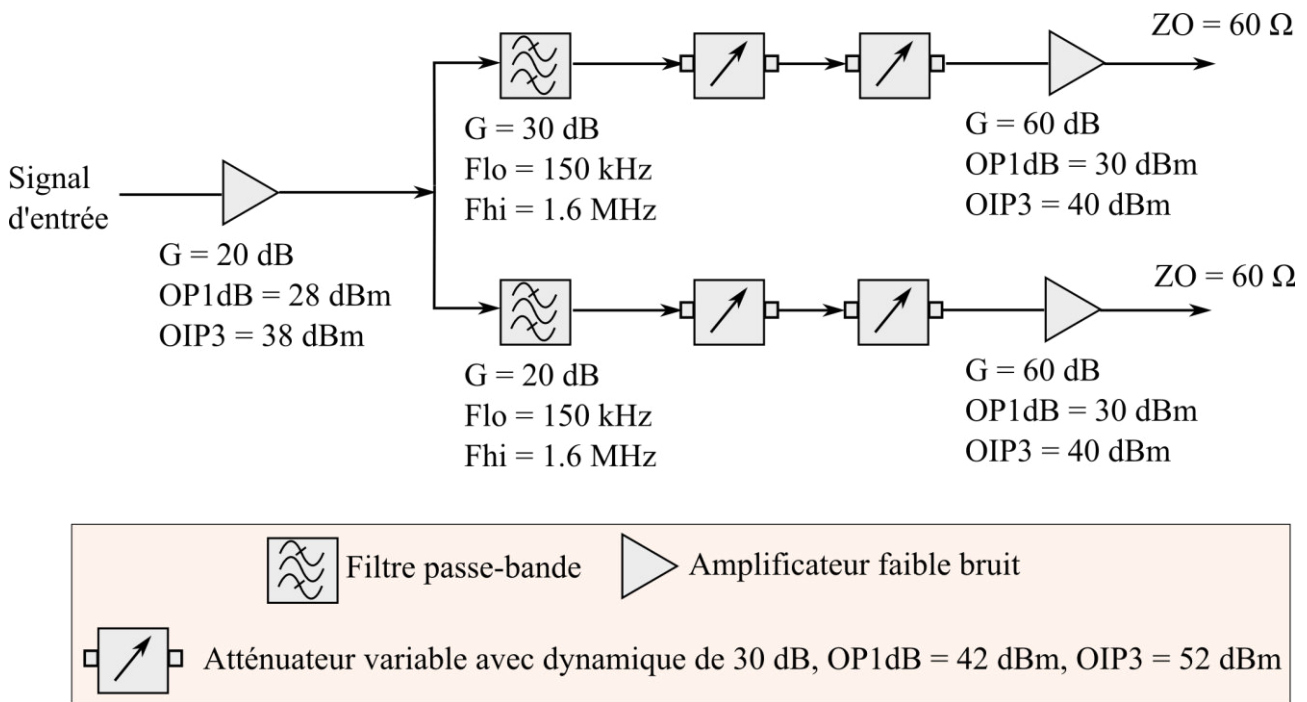 ZO = 60 Ω
G = 30 dB
Flo = 150 kHz
Fhi = 1.6 MHz
G = 60 dB
OP1dB = 30 dBm
OIP3 = 40 dBm
Signal
d'entrée
G = 20 dB
OP1dB = 28 dBm
OIP3 = 38 dBm
ZO = 60 Ω
G = 20 dB
Flo = 150 kHz
Fhi = 1.6 MHz
G = 60 dB
OP1dB = 30 dBm
OIP3 = 40 dBm
Filtre passe-bande
Amplificateur faible bruit
Atténuateur variable avec dynamique de 30 dB, OP1dB = 42 dBm, OIP3 = 52 dBm